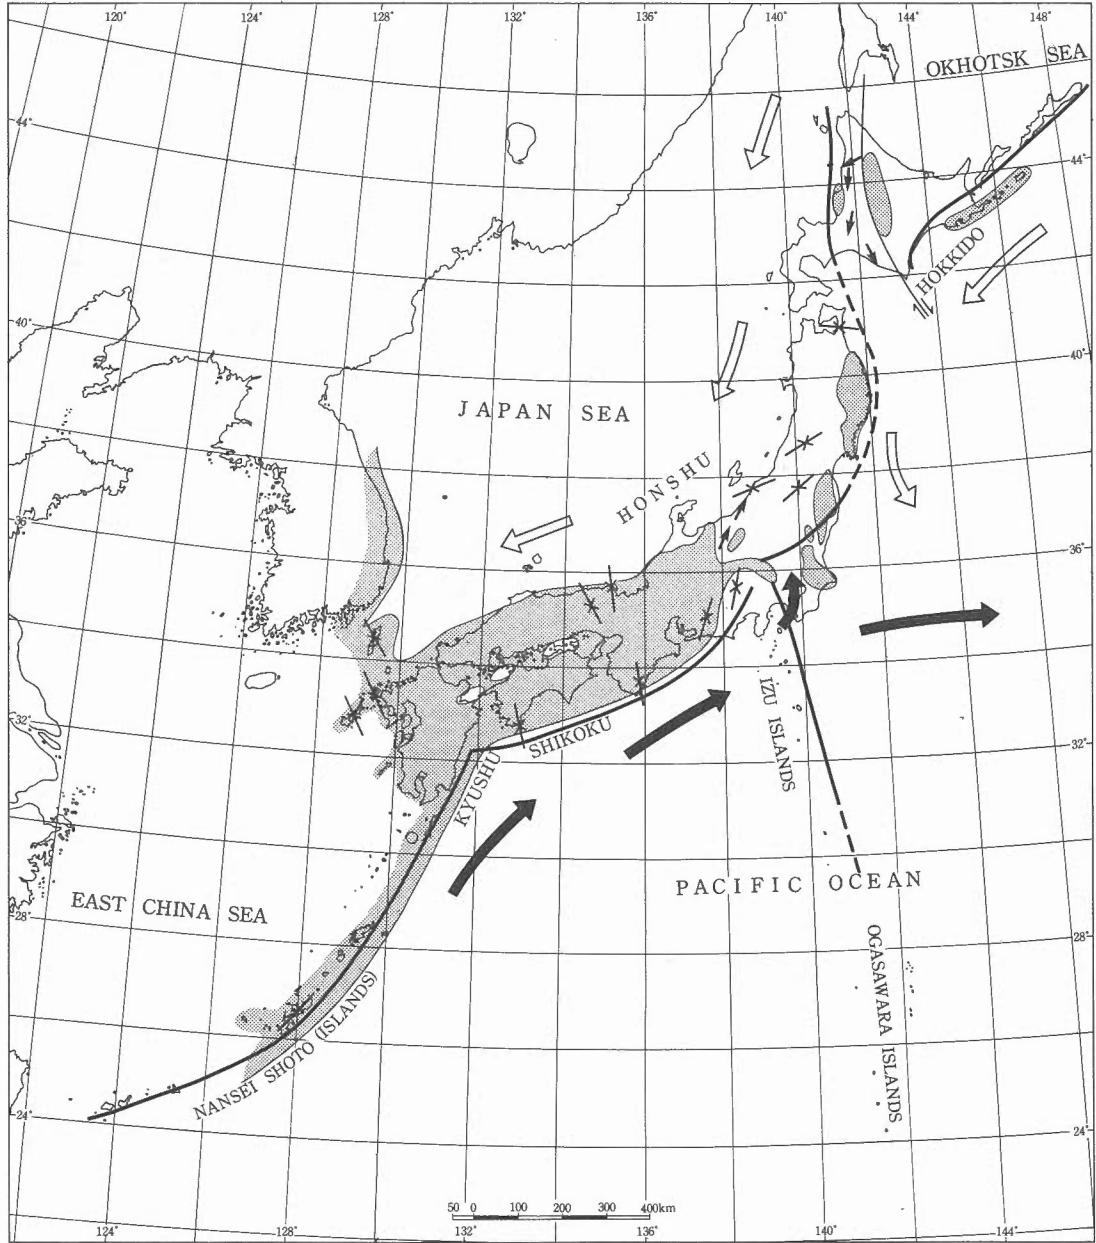 120°
124°
128°
132°
136°
140°
144°
148°
OKHOTSK SEA
44°
44°
HOKKIDO
40°
40°
JAPAN SEA
HONSHU
36°
36°
IZU ISLANDS
32°
32°
SHIKOKU
KYUSHU
PACIFIC OCEAN
EAST CHINA SEA
28°
28°
OGASAWARA ISLANDS
NANSEI SHOTO (ISLANDS)
24°
24°
50 0 100 200 300 400km
124°
128°
132°
136°
140°
144°